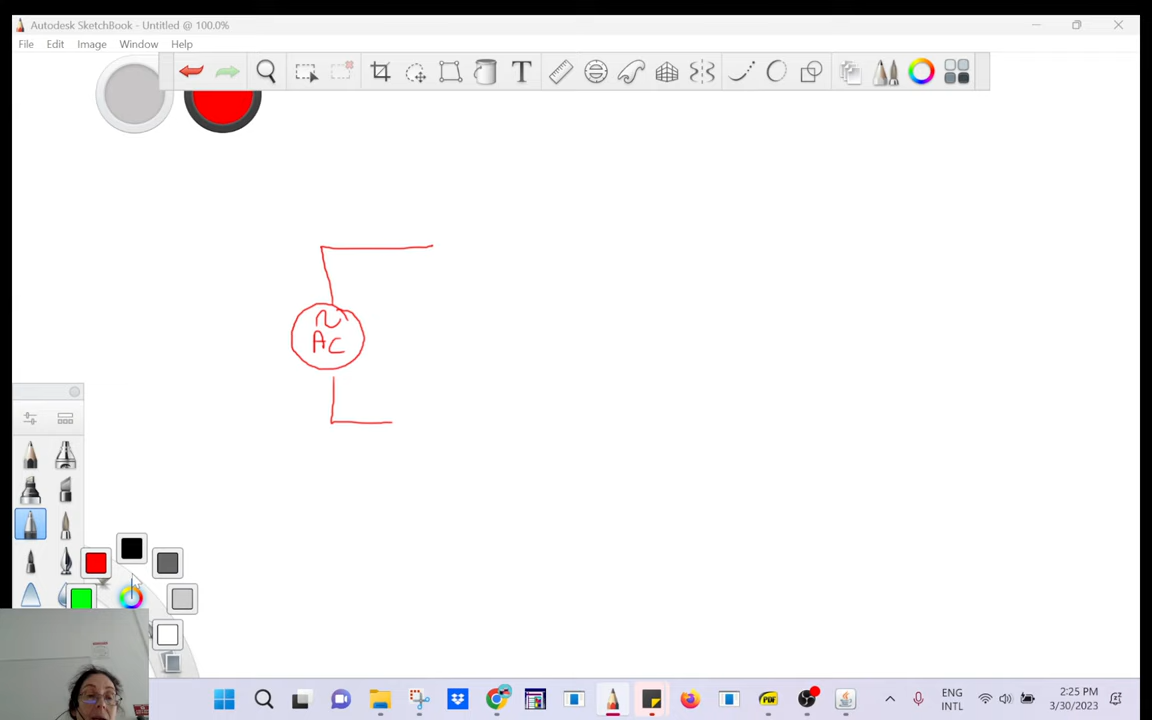 Autodesk SketchBook - Untitled @ 100.0%
File Edit Image Window Help
T
AC
PDF
ENG
INTL
2:25 PM
3/30/2023